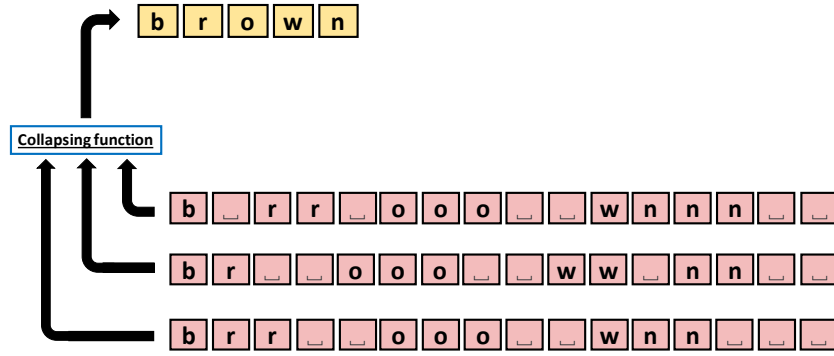 b r o w n
Collapsing function
b ␣ r r ␣ o o o ␣ ␣ w n n n ␣ ␣
b r ␣ ␣ o o o ␣ ␣ w w ␣ n n ␣ ␣
b r r ␣ ␣ o o o ␣ ␣ w n n ␣ ␣ ␣